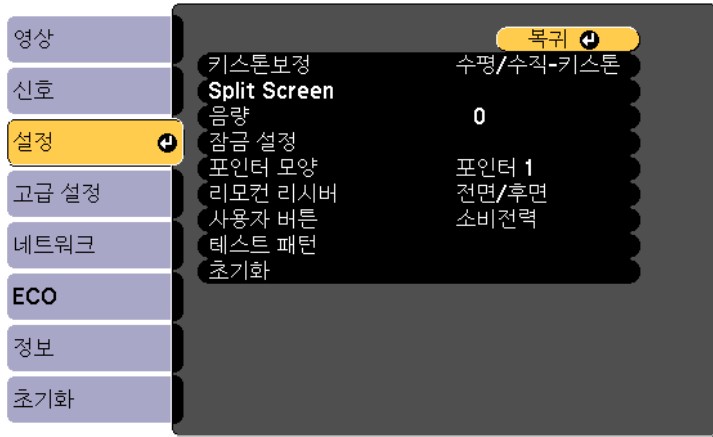 영상
신호
설정
고급 설정
네트워크
ECO
정보
초기화
복귀
키스톤보정 수평/수직-키스톤
Split Screen
음량 0
잠금 설정
포인터 모양 포인터 1
리모컨 리시버 전면/후면
사용자 버튼 소비전력
테스트 패턴
초기화